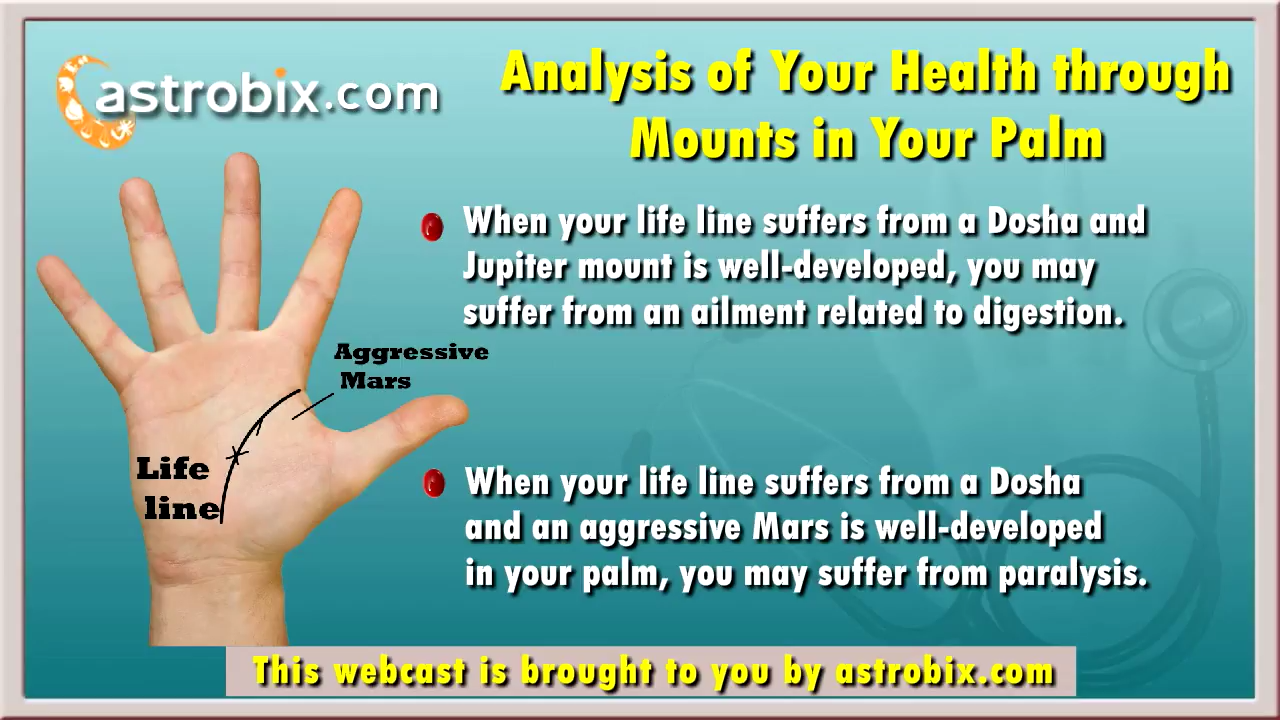 astrobix.com
Analysis of Your Health through
Mounts in Your Palm
When your life line suffers from a Dosha and
Jupiter mount is well-developed, you may
suffer from an ailment related to digestion.
Aggressive
Mars
Life
line
When your life line suffers from a Dosha
and an aggressive Mars is well-developed
in your palm, you may suffer from paralysis.
This webcast is brought to you by astrobix.com